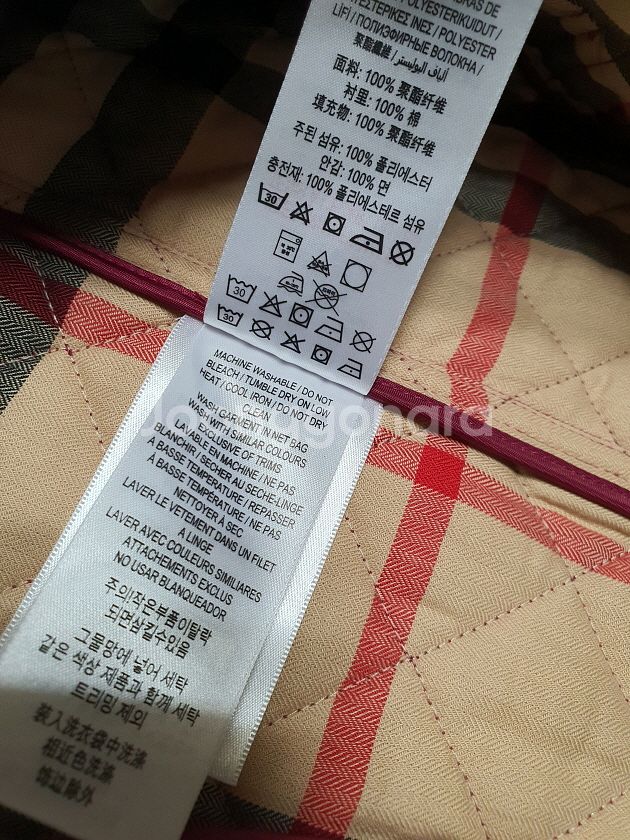 POLYESTERIKUIDUT /
ΙΝΕΣ / POLYESTER
LIFI / ПОЛИЭФИРНЫЕ ВОЛОКНА /
聚酯纖維 / ألياف البوليستر
面料: 100% 聚酯纤维
衬里: 100% 棉
填充物: 100% 聚酯纤维
주된 섬유: 100% 폴리에스터
안감: 100% 면
충전재: 100% 폴리에스테르 섬유
30
30
30
MACHINE WASHABLE / DO NOT
BLEACH / TUMBLE DRY ON LOW
HEAT / COOL IRON / DO NOT DRY
CLEAN
WASH GARMENT IN NET BAG
WASH WITH SIMILAR COLOURS
EXCLUSIVE OF TRIMS
LAVABLE EN MACHINE / NE PAS
BLANCHIR / SECHER AU SECHE-LINGE
À BASSE TEMPÉRATURE / REPASSER
À BASSE TEMPÉRATURE / NE PAS
NETTOYER À SEC
LAVER LE VETEMENT DANS UN FILET
A LINGE
LAVER AVEC COULEURS SIMILIARES
ATTACHEMENTS EXCLUS
NO USAR BLANQUEADOR
주의!작은부품이탈락
되면삼킬수있음
그물망에 넣어 세탁
같은 색상 제품과 함께 세탁
트리밍 제외
装入洗衣袋中洗涤
相近色洗涤
饰边除外